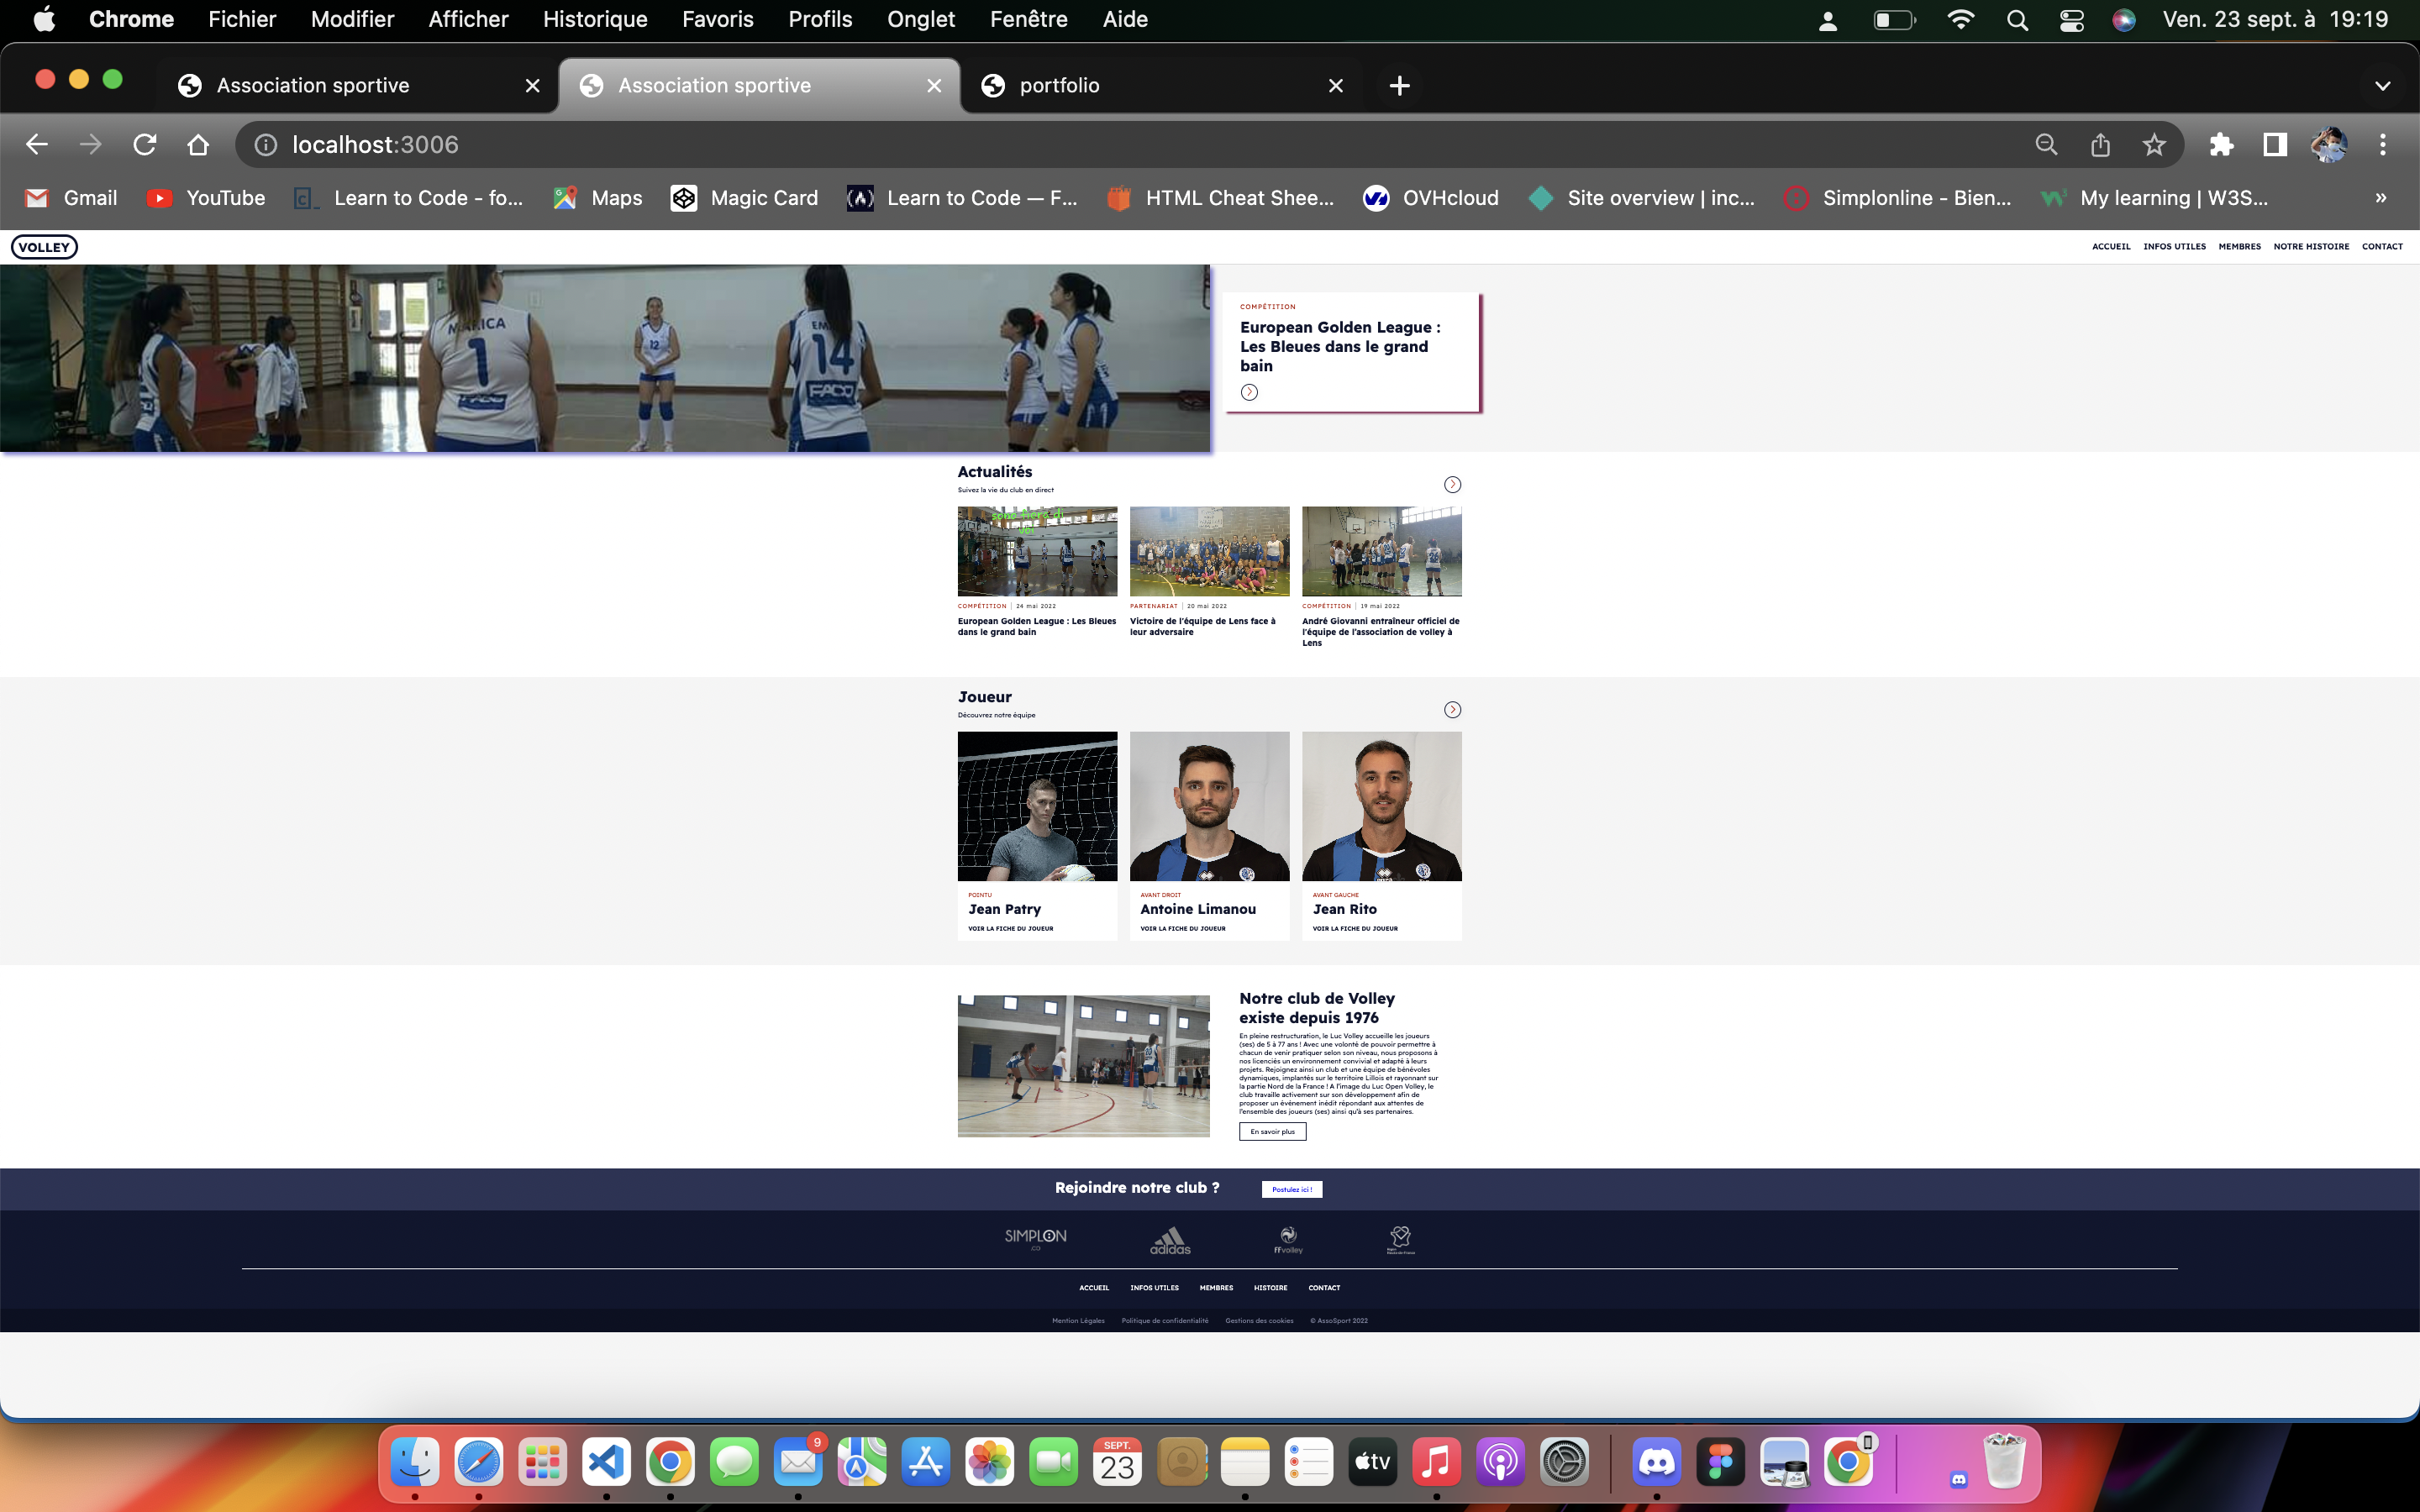 Chrome Fichier Modifier Afficher Historique Favoris Profils Onglet Fenêtre Aide Ven. 23 sept. à 19:19
Association sportive Association sportive portfolio
localhost:3006
Gmail YouTube Learn to Code - fo... Maps Magic Card Learn to Code — F... HTML Cheat Shee... OVHcloud Site overview | inc... Simplonline - Bien... My learning | W3S... »
VOLLEY ACCUEIL INFOS UTILES MEMBRES NOTRE HISTOIRE CONTACT
MARICA
1
12
14
FACO
COMPÉTITION
European Golden League :
Les Bleues dans le grand
bain
Actualités
Suivez la vie du club en direct
sono fiero di
voi
COMPÉTITION | 24 mai 2022
European Golden League : Les Bleues
dans le grand bain
PARTENARIAT | 20 mai 2022
Victoire de l'équipe de Lens face à
leur adversaire
COMPÉTITION | 19 mai 2022
André Giovanni entraîneur officiel de
l'équipe de l'association de volley à
Lens
Joueur
Découvrez notre équipe
POINTU
Jean Patry
VOIR LA FICHE DU JOUEUR
AVANT DROIT
Antoine Limanou
VOIR LA FICHE DU JOUEUR
AVANT GAUCHE
Jean Rito
VOIR LA FICHE DU JOUEUR
Notre club de Volley
existe depuis 1976
En pleine restructuration, le Luc Volley accueille les joueurs
(ses) de 5 à 77 ans ! Avec une volonté de pouvoir permettre à
chacun de venir pratiquer selon son niveau, nous proposons à
nos licenciés un environnement convivial et adapté à leurs
projets. Rejoignez ainsi un club et une équipe de bénévoles
dynamiques, implantés sur le territoire Lillois et rayonnant sur
la partie Nord de la France ! A l'image du Luc Open Volley, le
club travaille activement sur son développement afin de
proposer un événement inédit répondant aux attentes de
l'ensemble des joueurs (ses) ainsi qu'à ses partenaires.
En savoir plus
Rejoindre notre club ? Postulez ici !
SIMPLON
.CO
adidas
FFvolley
ACCUEIL INFOS UTILES MEMBRES HISTOIRE CONTACT
Mention Légales Politique de confidentialité Gestions des cookies © AssoSport 2022
9
SEPT.
23
tv